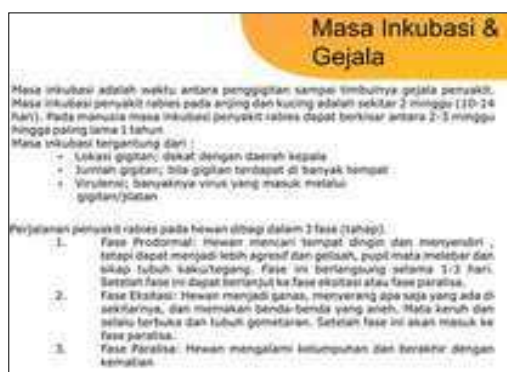 Masa Inkubasi &
Gejala
Masa inkubasi adalah waktu antara penggigitan sampai timbulnya gejala penyakit.
Masa inkubasi penyakit rabies pada anjing dan kucing adalah sekitar 2 minggu (10-14
hari). Pada manusia masa inkubasi penyakit rabies dapat berkisar antara 2-3 minggu
hingga paling lama 1 tahun
Masa inkubasi tergantung dari :
- Lokasi gigitan; dekat dengan daerah kepala
- Jumlah gigitan; bila gigitan terdapat di banyak tempat
- Virulensi; banyaknya virus yang masuk melalui
gigitan/jilatan
Perjalanan penyakit rabies pada hewan dibagi dalam 3 fase (tahap).
1. Fase Prodormal: Hewan mencari tempat dingin dan menyendiri ,
tetapi dapat menjadi lebih agresif dan gelisah, pupil mata melebar dan
sikap tubuh kaku/tegang. Fase ini berlangsung selama 1-3 hari.
Setelah fase ini dapat berlanjut ke fase eksitasi atau fase paralisa.
2. Fase Eksitasi: Hewan menjadi ganas, menyerang apa saja yang ada di
sekitarnya, dan memakan benda-benda yang aneh. Mata keruh dan
selalu terbuka dan tubuh gemetaran. Setelah fase ini akan masuk ke
fase paralisa.
3. Fase Paralisa: Hewan mengalami kelumpuhan dan berakhir dengan
kematian